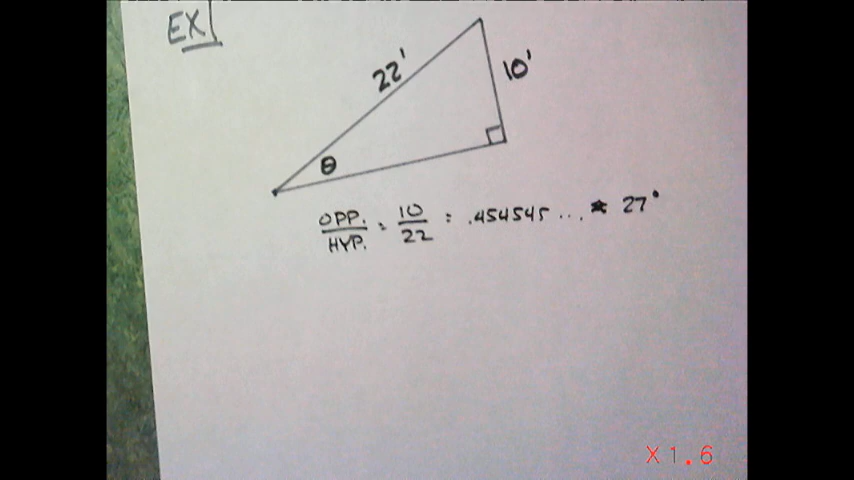 EX
22'
10'
θ
OPP./HYP. = 10/22 = .454545... ≈ 27°
X1.6